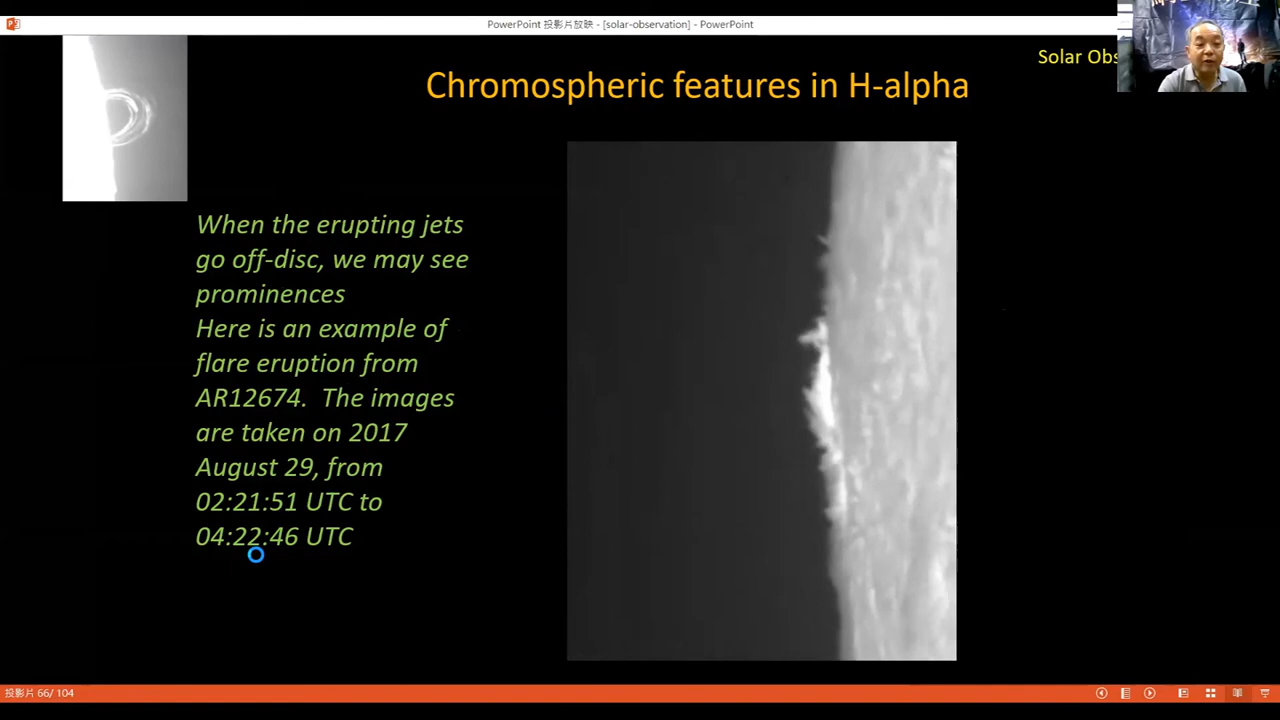 PowerPoint 投影片放映 - [solar-observation] - PowerPoint
Solar Obs
Chromospheric features in H-alpha
When the erupting jets
go off-disc, we may see
prominences
Here is an example of
flare eruption from
AR12674. The images
are taken on 2017
August 29, from
02:21:51 UTC to
04:22:46 UTC
投影片 66/ 104